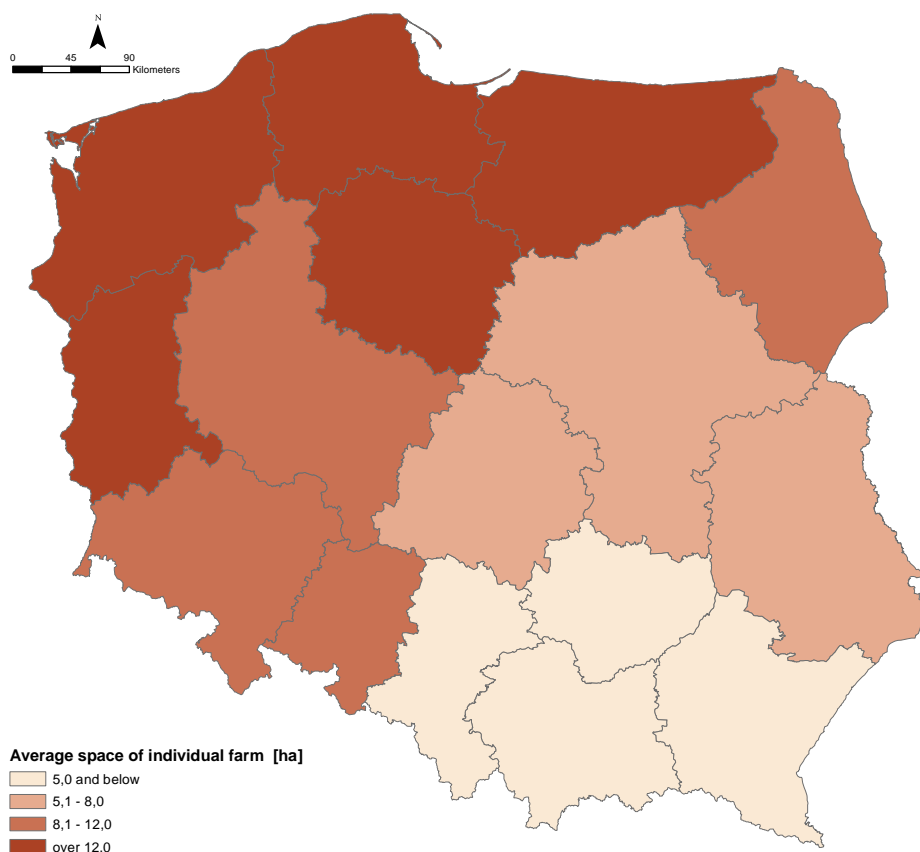 N
0 45 90
Kilometers
Average space of individual farm [ha]
5,0 and below
5,1 - 8,0
8,1 - 12,0
over 12,0